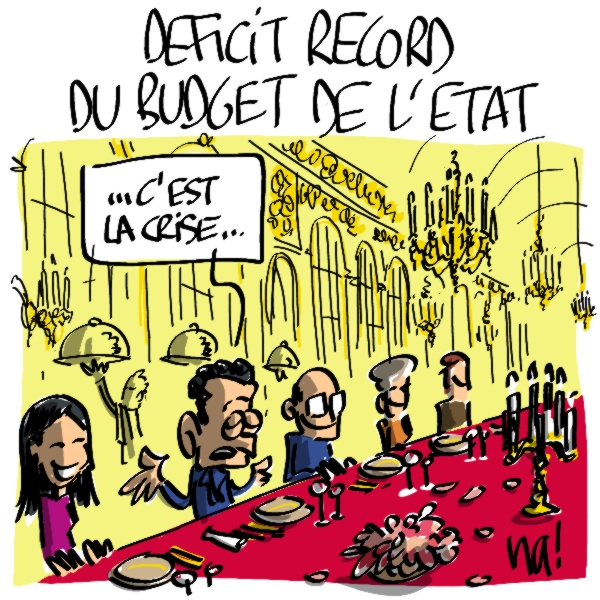 DEFICIT RECORD
DU BUDGET DE L'ETAT
...C'EST
LA CRISE...
na!